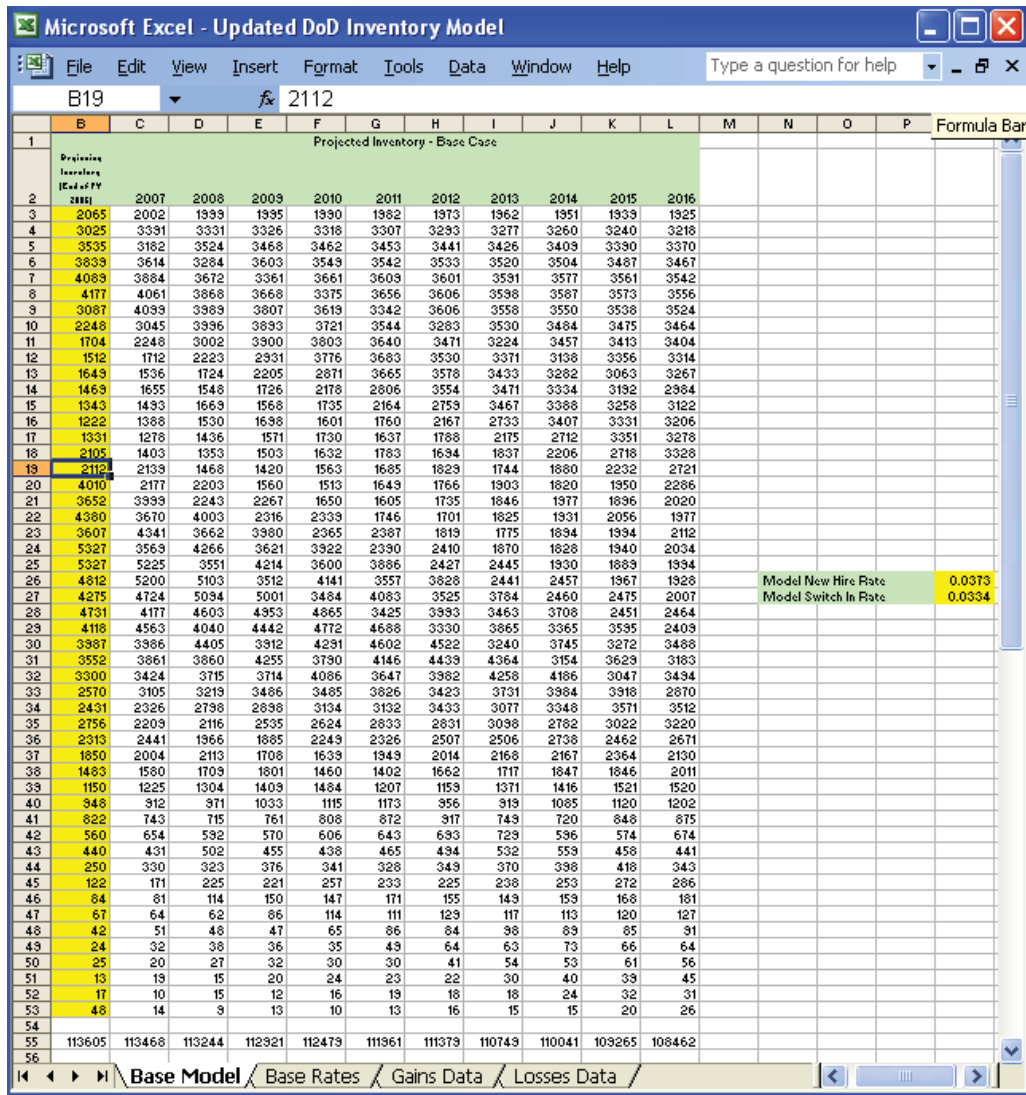 Microsoft Excel - Updated DoD Inventory Model
File Edit View Insert Format Tools Data Window Help Type a question for help
B19 fx 2112
B C D E F G H I J K L M N O P Formula Bar
1 Projected Inventory - Base Case
Beginning
Inventory
(End of FY
2 2006) 2007 2008 2009 2010 2011 2012 2013 2014 2015 2016
3 2065 2002 1999 1995 1990 1982 1973 1962 1951 1939 1925
4 3025 3391 3331 3326 3318 3307 3293 3277 3260 3240 3218
5 3535 3182 3524 3468 3462 3453 3441 3426 3409 3390 3370
6 3839 3614 3284 3603 3549 3542 3533 3520 3504 3487 3467
7 4089 3884 3672 3361 3661 3609 3601 3591 3577 3561 3542
8 4177 4061 3868 3668 3375 3656 3606 3598 3587 3573 3556
9 3087 4099 3989 3807 3619 3342 3606 3558 3550 3538 3524
10 2248 3045 3996 3893 3721 3544 3283 3530 3484 3475 3464
11 1704 2248 3002 3900 3803 3640 3471 3224 3457 3413 3404
12 1512 1712 2223 2931 3776 3683 3530 3371 3138 3356 3314
13 1649 1536 1724 2205 2871 3665 3578 3433 3282 3063 3267
14 1469 1655 1548 1726 2178 2806 3554 3471 3334 3192 2984
15 1343 1493 1669 1568 1735 2164 2759 3467 3388 3258 3122
16 1222 1388 1530 1698 1601 1760 2167 2733 3407 3331 3206
17 1331 1278 1436 1571 1730 1637 1788 2175 2712 3351 3278
18 2105 1403 1353 1503 1632 1783 1694 1837 2206 2718 3328
19 2112 2139 1468 1420 1563 1685 1829 1744 1880 2232 2721
20 4010 2177 2203 1560 1513 1649 1766 1903 1820 1950 2286
21 3652 3999 2243 2267 1650 1605 1735 1846 1977 1896 2020
22 4380 3670 4003 2316 2339 1746 1701 1825 1931 2056 1977
23 3607 4341 3662 3980 2365 2387 1819 1775 1894 1994 2112
24 5327 3569 4266 3621 3922 2390 2410 1870 1828 1940 2034
25 5327 5225 3551 4214 3600 3886 2427 2445 1930 1889 1994
26 4812 5200 5103 3512 4141 3557 3828 2441 2457 1967 1928 Model New Hire Rate 0.0373
27 4275 4724 5094 5001 3484 4083 3525 3784 2460 2475 2007 Model Switch In Rate 0.0334
28 4731 4177 4603 4953 4865 3425 3993 3463 3708 2451 2464
29 4118 4563 4040 4442 4772 4688 3330 3865 3365 3595 2409
30 3987 3986 4405 3912 4291 4602 4522 3240 3745 3272 3488
31 3552 3861 3860 4255 3790 4146 4439 4364 3154 3629 3183
32 3300 3424 3715 3714 4086 3647 3982 4258 4186 3047 3494
33 2570 3105 3219 3486 3485 3826 3423 3731 3984 3918 2870
34 2431 2326 2798 2898 3134 3132 3433 3077 3348 3571 3512
35 2756 2209 2116 2535 2624 2833 2831 3098 2782 3022 3220
36 2313 2441 1966 1885 2249 2326 2507 2506 2738 2462 2671
37 1850 2004 2113 1708 1639 1949 2014 2168 2167 2364 2130
38 1483 1580 1709 1801 1460 1402 1662 1717 1847 1846 2011
39 1150 1225 1304 1409 1484 1207 1159 1371 1416 1521 1520
40 948 912 971 1033 1115 1173 956 919 1085 1120 1202
41 822 743 715 761 808 872 917 749 720 848 875
42 560 654 592 570 606 643 693 729 596 574 674
43 440 431 502 455 438 465 494 532 559 458 441
44 250 330 323 376 341 328 349 370 398 418 343
45 122 171 225 221 257 233 225 238 253 272 286
46 84 81 114 150 147 171 155 149 159 168 181
47 67 64 62 86 114 111 129 117 113 120 127
48 42 51 48 47 65 86 84 98 89 85 91
49 24 32 38 36 35 49 64 63 73 66 64
50 25 20 27 32 30 30 41 54 53 61 56
51 13 19 15 20 24 23 22 30 40 39 45
52 17 10 15 12 16 19 18 18 24 32 31
53 48 14 9 13 10 13 16 15 15 20 26
54
55 113605 113468 113244 112921 112479 111961 111379 110749 110041 109265 108462
56
Base Model Base Rates Gains Data Losses Data